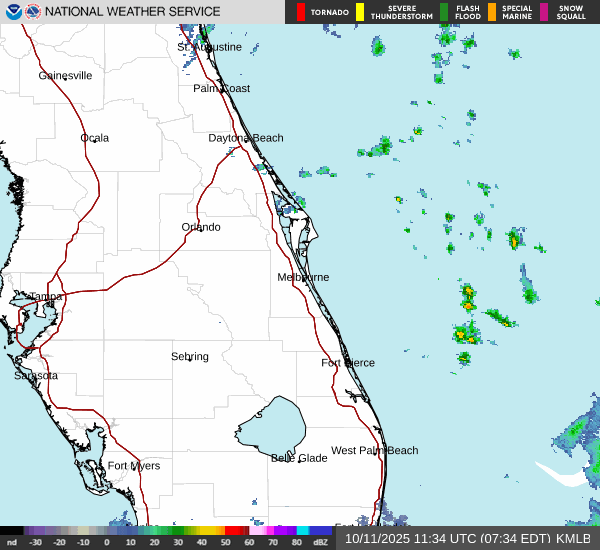 NATIONAL WEATHER SERVICE
TORNADO
SEVERE THUNDERSTORM
FLASH FLOOD
SPECIAL MARINE
SNOW SQUALL
St. Augustine
Gainesville
Palm Coast
Ocala
Daytona Beach
Orlando
Melbourne
Tampa
Sebring
Fort Pierce
Sarasota
West Palm Beach
Belle Glade
Fort Myers
nd -30 -20 -10 0 10 20 30 40 50 60 70 80 dBZ
10/11/2025 11:34 UTC (07:34 EDT) KMLB